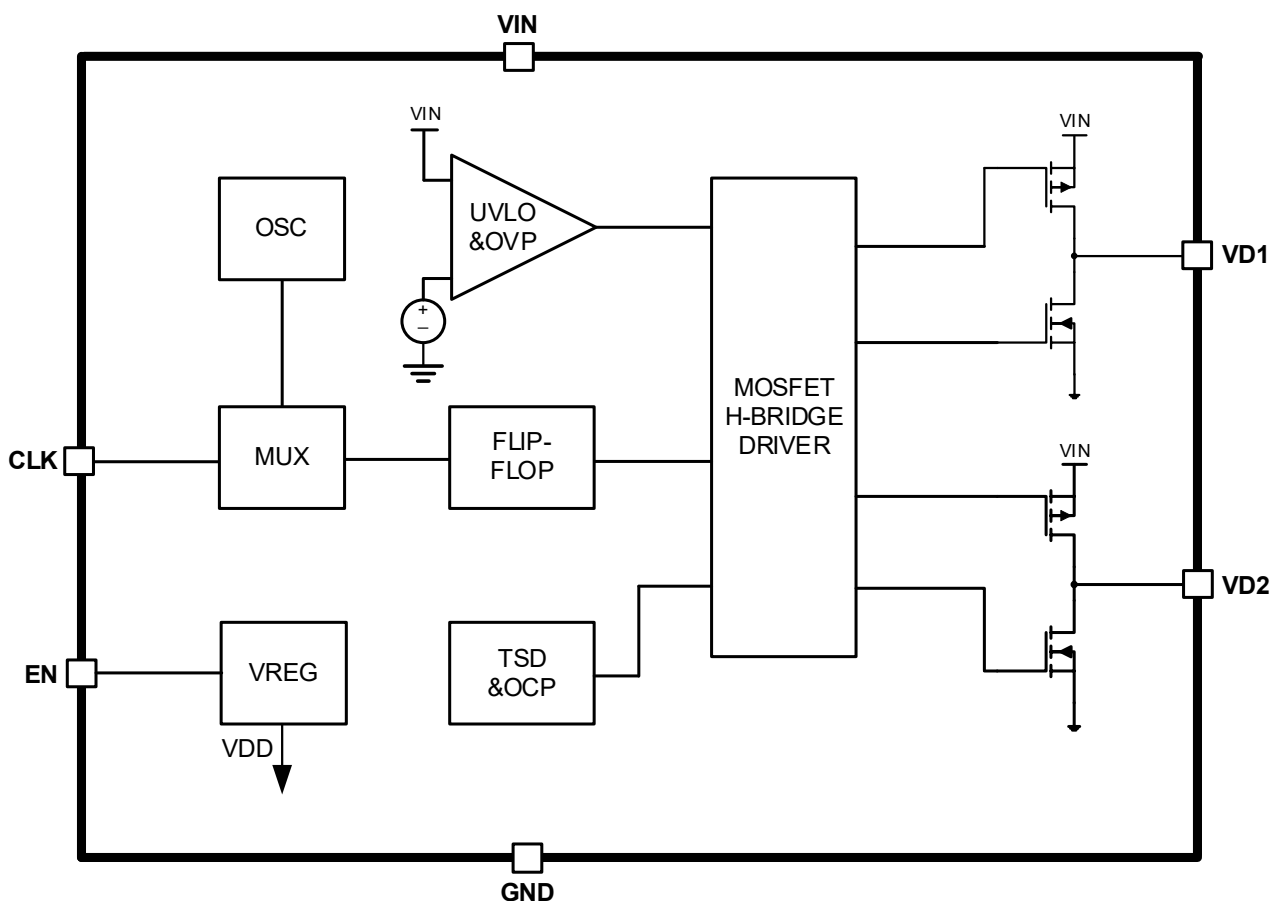 VIN
VIN
VIN
OSC
UVLO
&OVP
+
–
VD1
MOSFET
H-BRIDGE
DRIVER
CLK
MUX
FLIP-
FLOP
VIN
VD2
EN
VREG
TSD
&OCP
VDD
GND